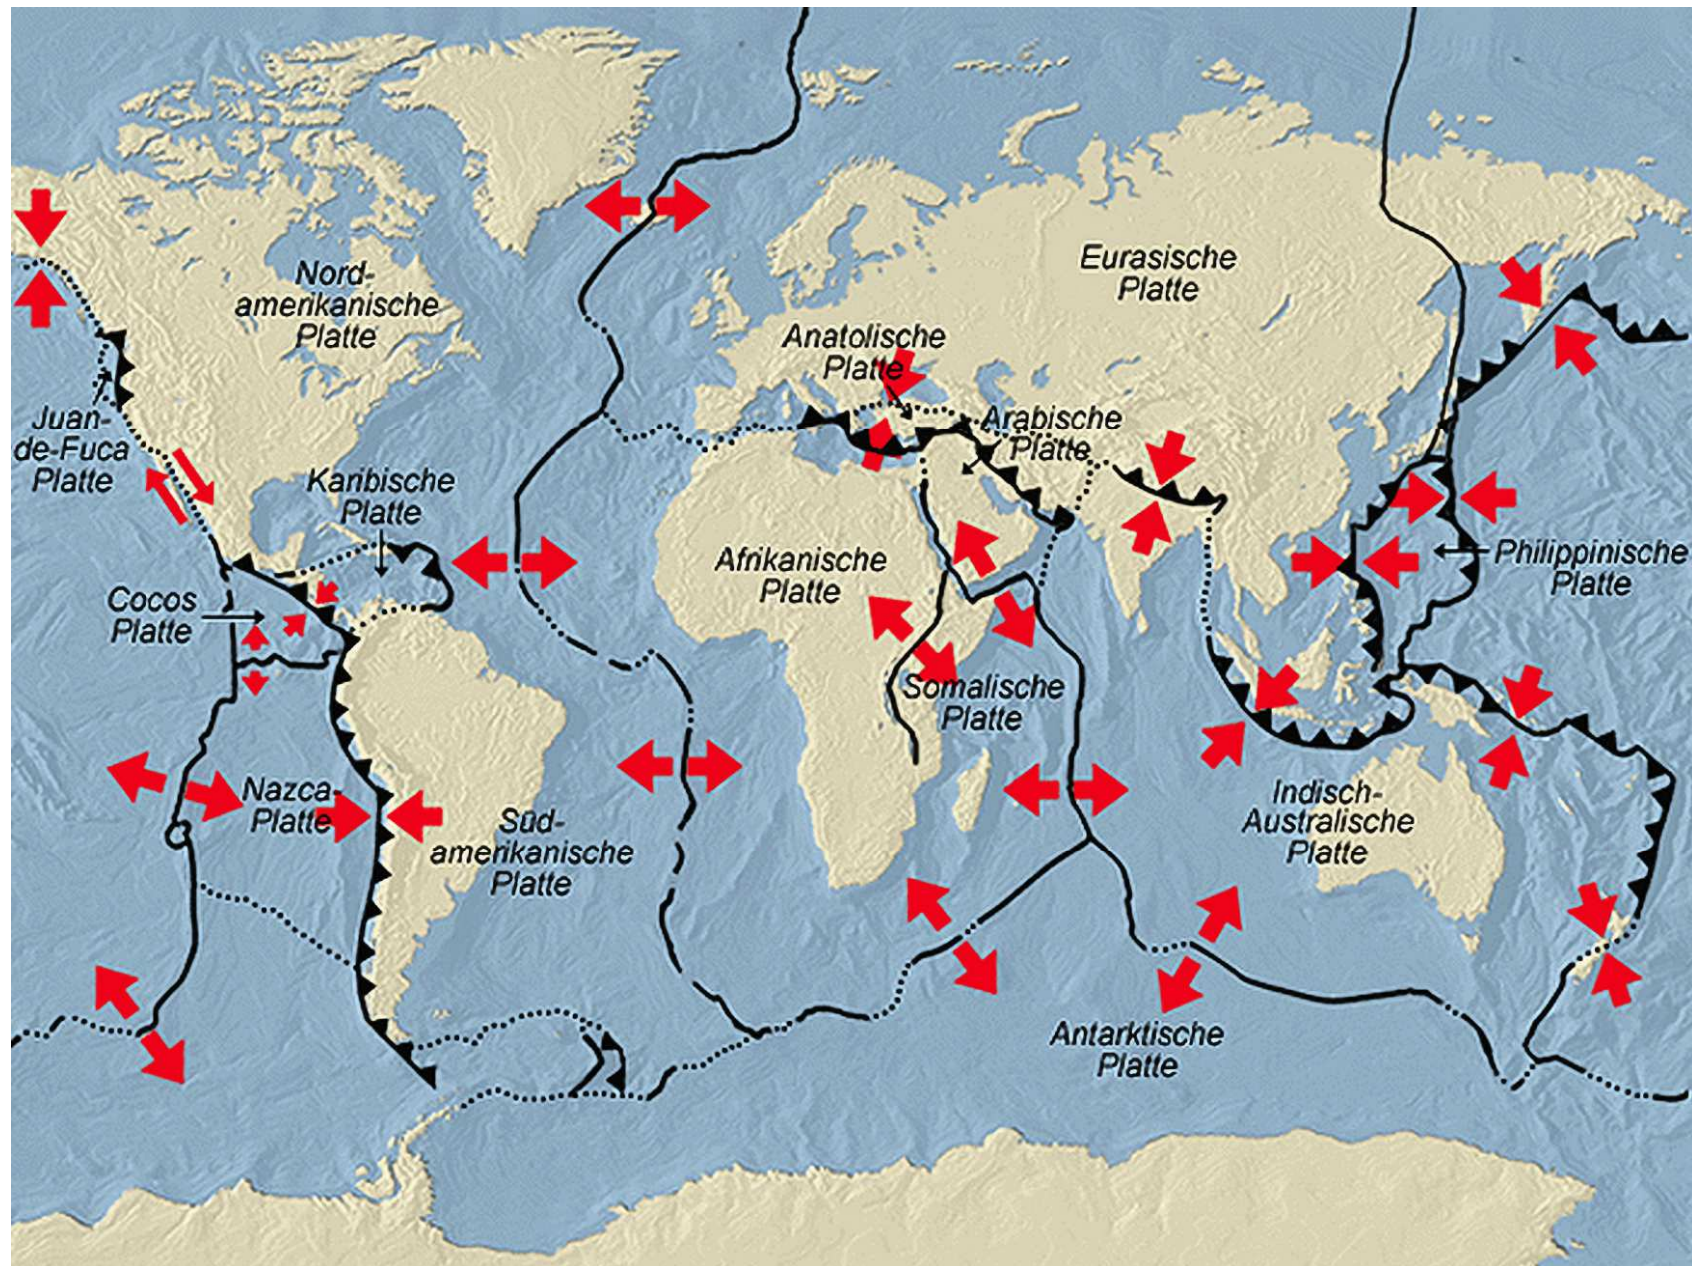 Eurasische
Platte
Nord-
amerikanische
Platte
Anatolische
Platte
Juan-
de-Fuca
Platte
Arabische
Platte
Karibische
Platte
Philippinische
Platte
Afrikanische
Platte
Cocos
Platte
Somalische
Platte
Nazca-
Platte
Süd-
amerikanische
Platte
Indisch-
Australische
Platte
Antarktische
Platte